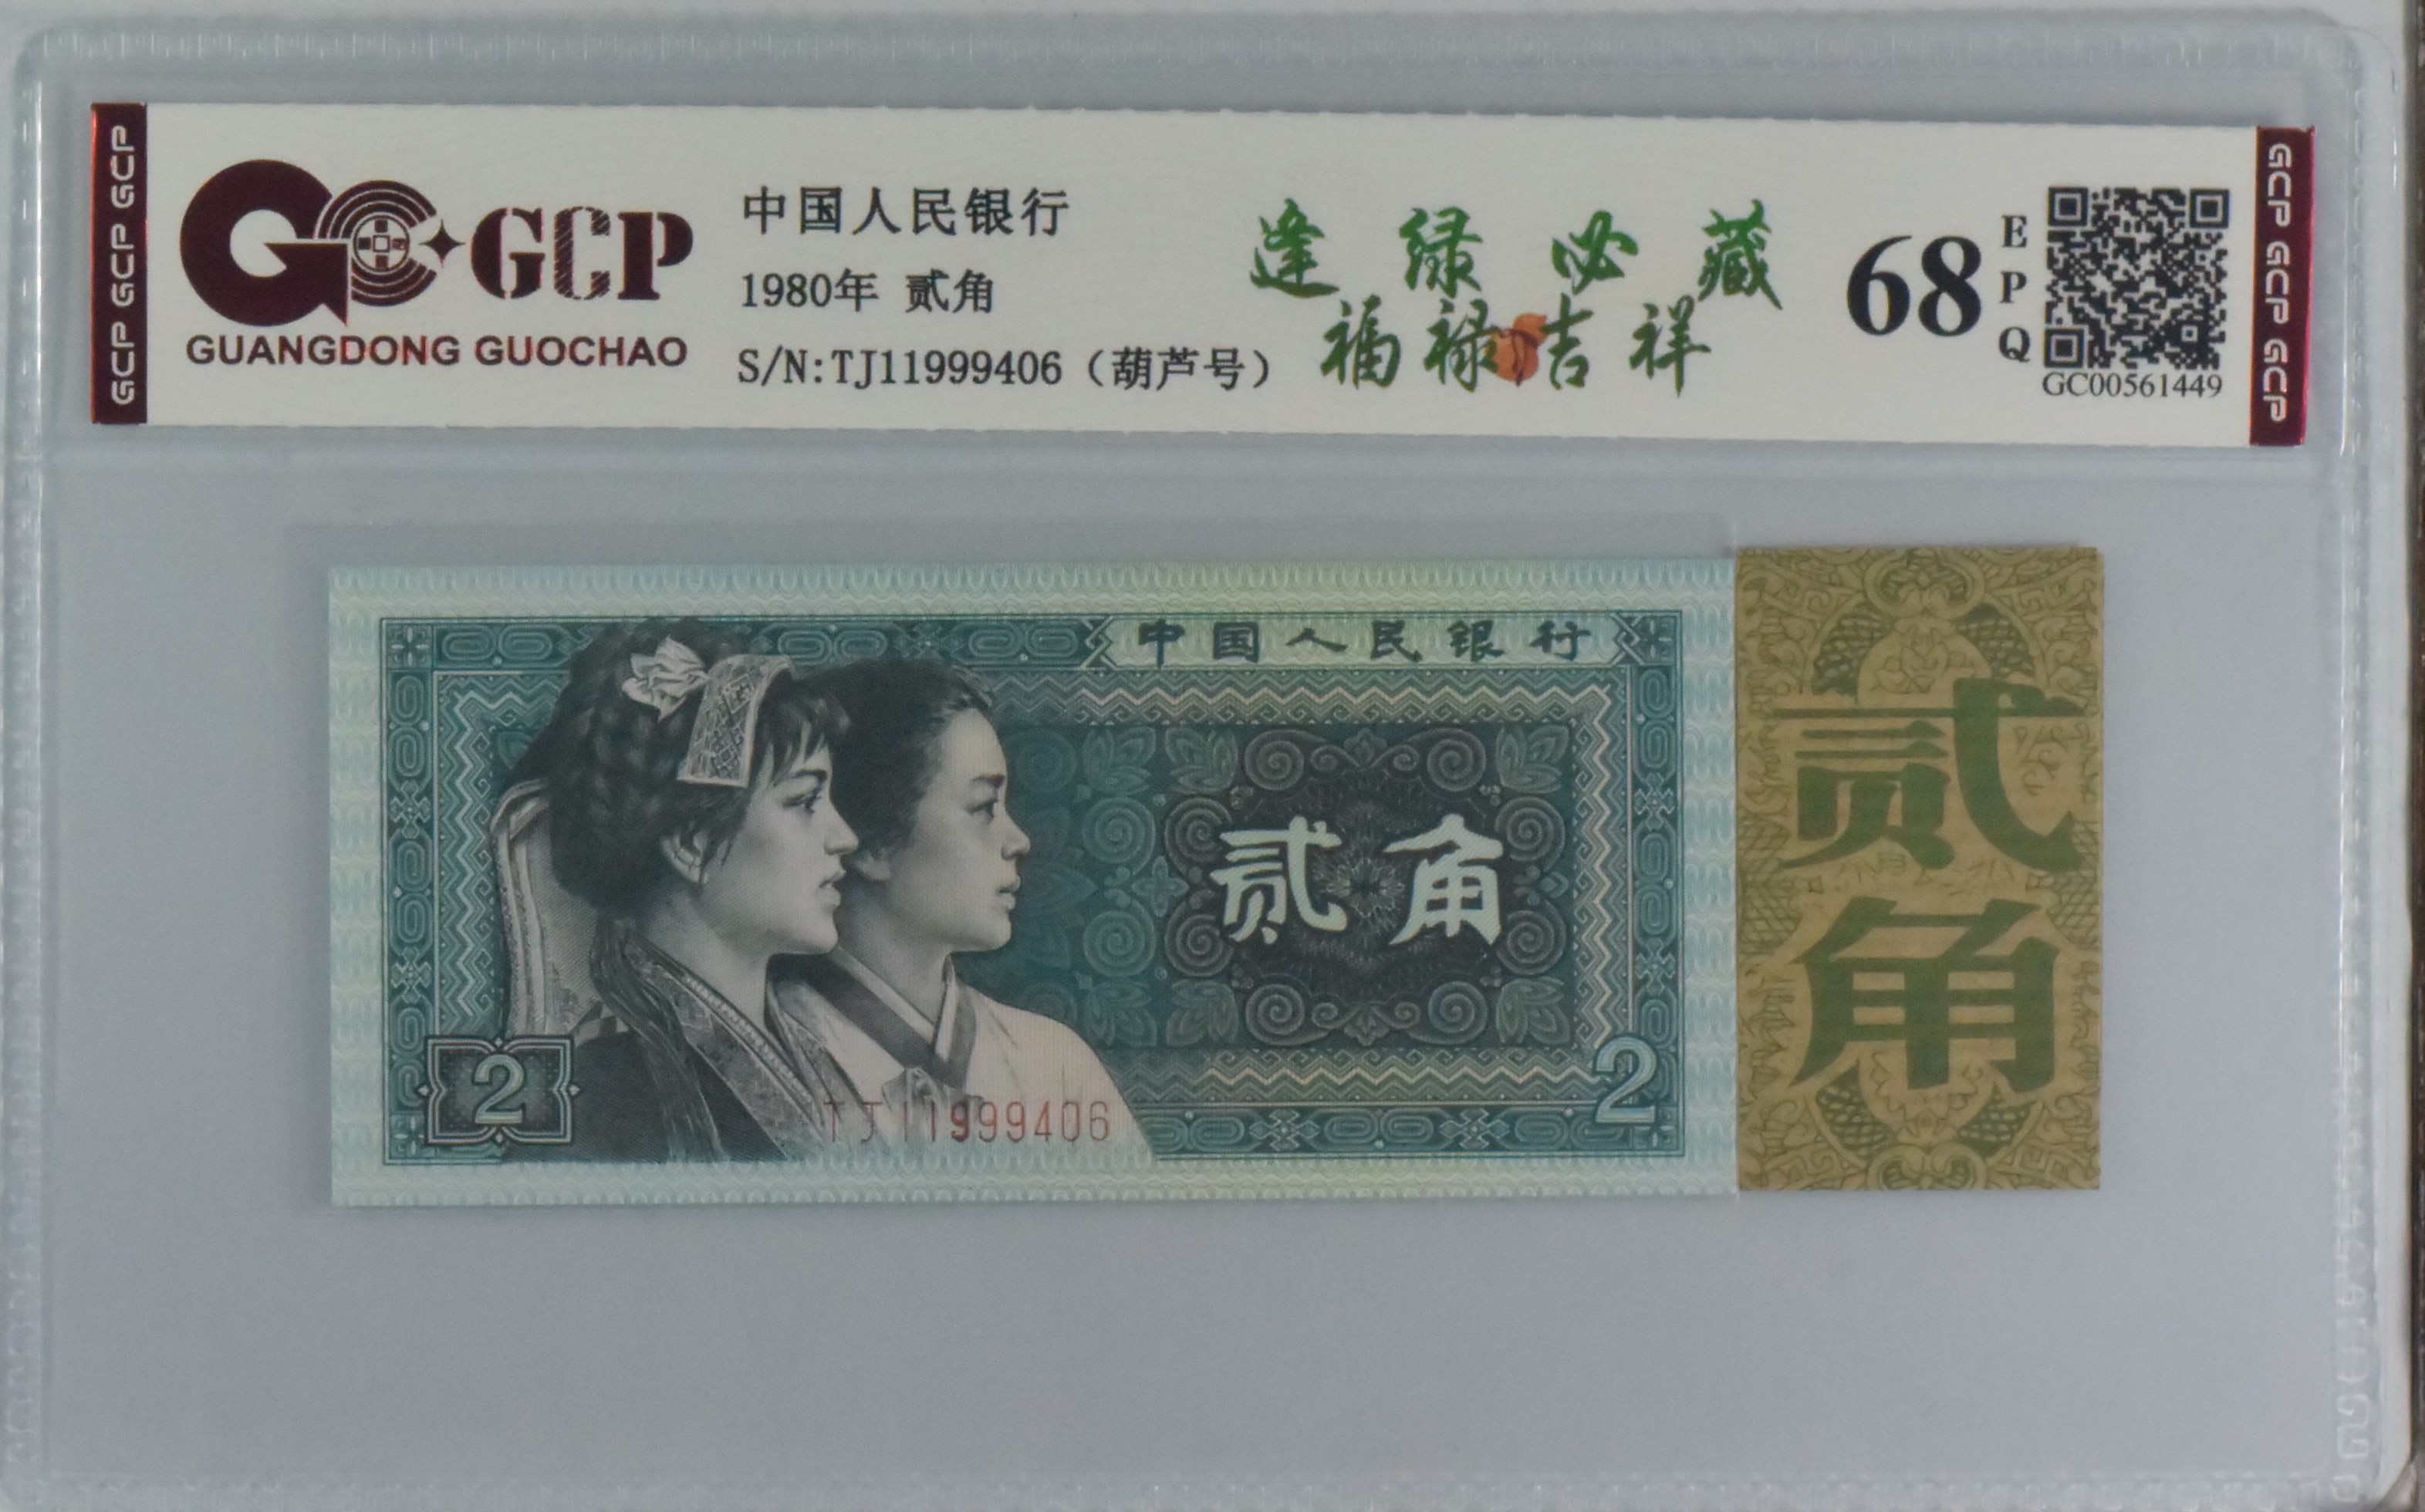 GCP GCP GCP
GCP
GUANGDONG GUOCHAO
中国人民银行
1980年 贰角
S/N:TJ11999406（葫芦号）
逢绿必藏
福禄吉祥
68
EPQ
GC00561449
GCP GCP GCP
中国人民银行
贰角
2
TJ11999406
2
贰角